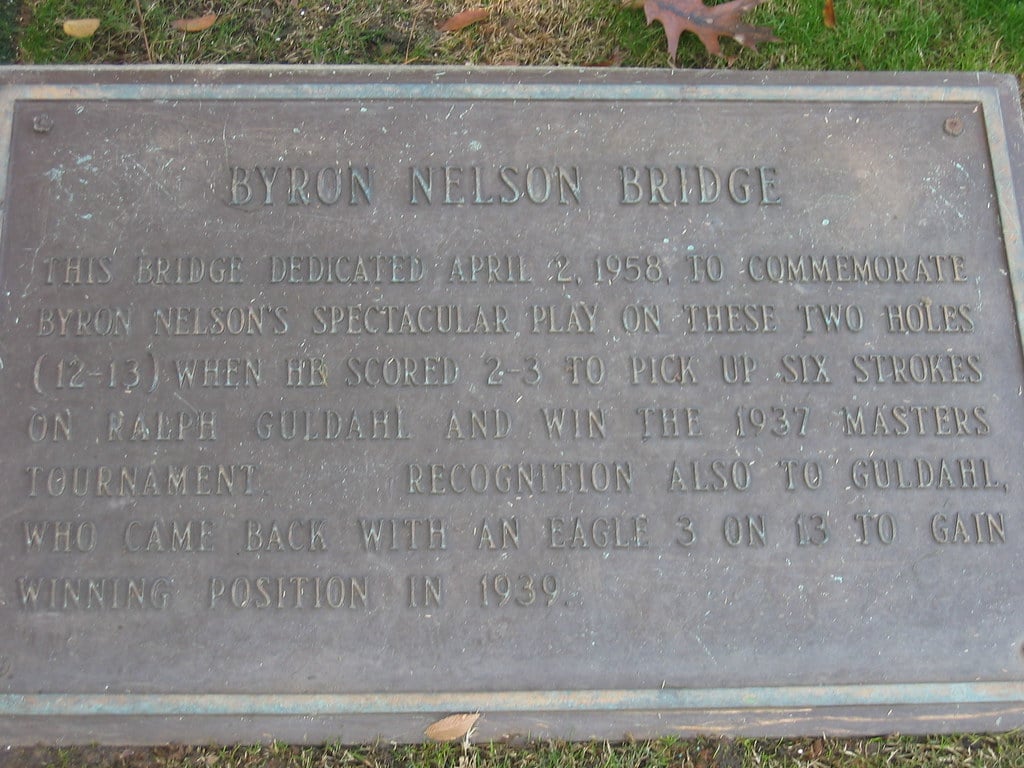 BYRON NELSON BRIDGE
THIS BRIDGE DEDICATED APRIL 2, 1958, TO COMMEMORATE
BYRON NELSON'S SPECTACULAR PLAY ON THESE TWO HOLES
(12-13) WHEN HE SCORED 2-3 TO PICK UP SIX STROKES
ON RALPH GULDAHL AND WIN THE 1937 MASTERS
TOURNAMENT. RECOGNITION ALSO TO GULDAHL,
WHO CAME BACK WITH AN EAGLE 3 ON 13 TO GAIN
WINNING POSITION IN 1939.